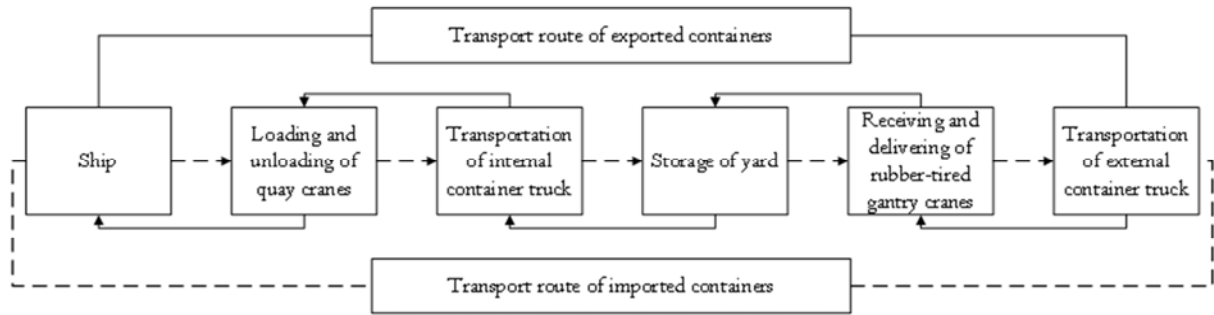 Transport route of exported containers
Ship
Loading and
unloading of
quay cranes
Transportation
of internal
container truck
Storage of yard
Receiving and
delivering of
rubber-tired
gantry cranes
Transportation
of external
container truck
Transport route of imported containers